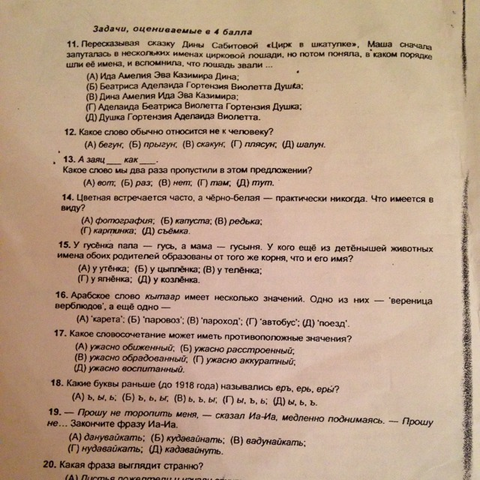 Задачи, оцениваемые в 4 балла
11. Пересказывая сказку Дины Сабитовой «Цирк в шкатулке», Маша сначала
запуталась в нескольких именах цирковой лошади, но потом поняла, в каком порядке
шли её имена, и вспомнила, что лошадь звали ...
(А) Ида Амелия Эва Казимира Дина;
(Б) Беатриса Аделаида Гортензия Виолетта Душка;
(В) Дина Амелия Ида Эва Казимира;
(Г) Аделаида Беатриса Виолетта Гортензия Душка;
(Д) Душка Гортензия Аделаида Виолетта.
12. Какое слово обычно относится не к человеку?
(А) бегун; (Б) прыгун; (В) скакун; (Г) плясун; (Д) шалун.
13. А заяц ___ как ___.
Какое слово мы два раза пропустили в этом предложении?
(А) вот; (Б) раз; (В) нет; (Г) там; (Д) тут.
14. Цветная встречается часто, а чёрно-белая — практически никогда. Что имеется в
виду?
(А) фотография; (Б) капуста; (В) редька;
(Г) картинка; (Д) съёмка.
15. У гусёнка папа — гусь, а мама — гусыня. У кого ещё из детёнышей животных
имена обоих родителей образованы от того же корня, что и его имя?
(А) у утёнка; (Б) у цыплёнка; (В) у телёнка;
(Г) у ягнёнка; (Д) у козлёнка.
16. Арабское слово кытаар имеет несколько значений. Одно из них — 'вереница
верблюдов', а ещё одно —
(А) 'карета'; (Б) 'паровоз'; (В) 'пароход'; (Г) 'автобус'; (Д) 'поезд'.
17. Какое словосочетание может иметь противоположные значения?
(А) ужасно обиженный; (Б) ужасно расстроенный;
(В) ужасно обрадованный; (Г) ужасно аккуратный;
(Д) ужасно воспитанный.
18. Какие буквы раньше (до 1918 года) назывались еръ, ерь, еры?
(А) ъ, ы, ь; (Б) ь, ь, ы; (В) ь, ъ, ы; (Г) ы, ъ, ь; (Д) ы, ь, ъ.
19. — Прошу не торопить меня, — сказал Иа-Иа, медленно поднимаясь. — Прошу
не... Закончите фразу Иа-Иа.
(А) данувайкать; (Б) кудавайнать; (В) вадунайкать;
(Г) нудавайкать; (Д) кадавайнуть.
20. Какая фраза выглядит странно?
(А) Листья пожелтели и начали